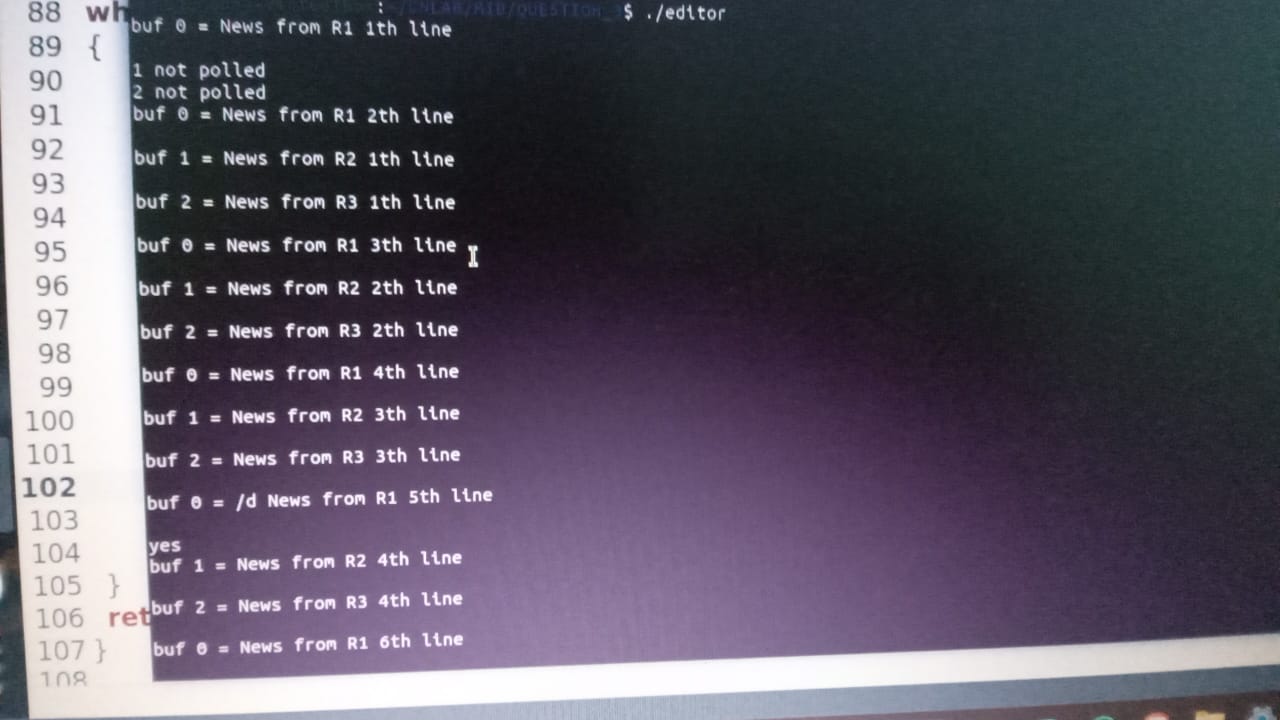 : ~/CNLAB/MID/QUESTION_ $ ./editor
buf 0 = News from R1 1th line
1 not polled
2 not polled
buf 0 = News from R1 2th line
buf 1 = News from R2 1th line
buf 2 = News from R3 1th line
buf 0 = News from R1 3th line
buf 1 = News from R2 2th line
buf 2 = News from R3 2th line
buf 0 = News from R1 4th line
buf 1 = News from R2 3th line
buf 2 = News from R3 3th line
buf 0 = /d News from R1 5th line
yes
buf 1 = News from R2 4th line
buf 2 = News from R3 4th line
buf 0 = News from R1 6th line
88 wh
89 {
90
91
92
93
94
95
96
97
98
99
100
101
102
103
104
105 }
106 ret
107 }
108